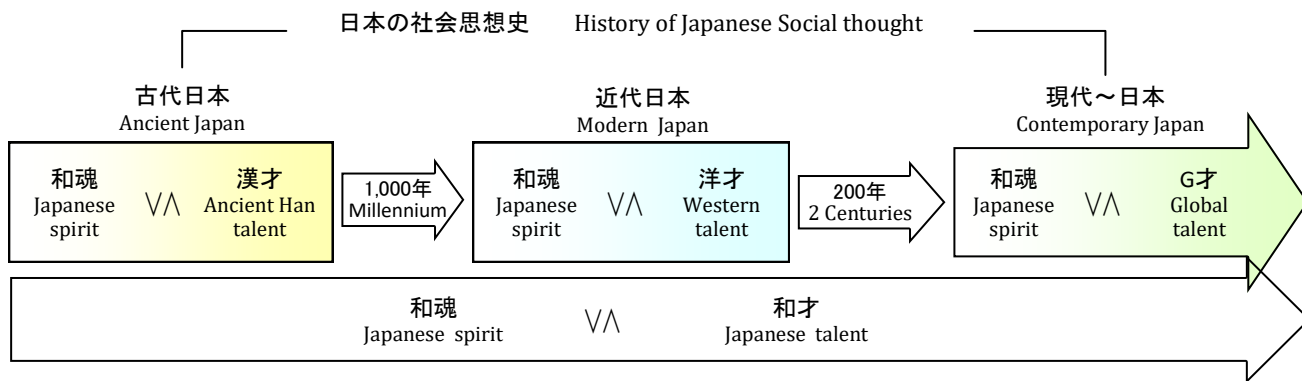 日本の社会思想史 History of Japanese Social thought
古代日本
Ancient Japan
和魂
Japanese
spirit
∨∧
漢才
Ancient Han
talent
1,000年
Millennium
近代日本
Modern Japan
和魂
Japanese
spirit
∨∧
洋才
Western
talent
200年
2 Centuries
現代～日本
Contemporary Japan
和魂
Japanese
spirit
∨∧
G才
Global
talent
和魂
Japanese spirit
∨∧
和才
Japanese talent